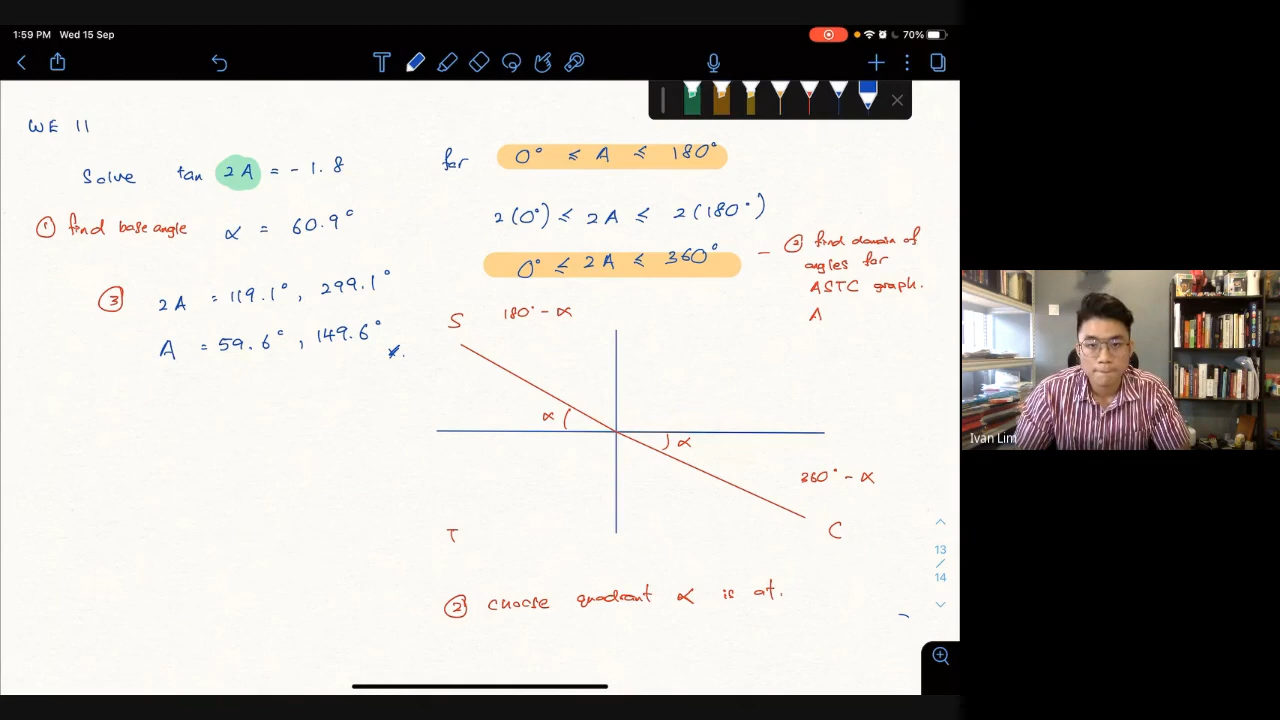 1:59 PM Wed 15 Sep
70%
WE 11
Solve tan 2A = -1.8 for 0° ≤ A ≤ 180°
① find base angle α = 60.9°
2(0°) ≤ 2A ≤ 2(180°)
0° ≤ 2A ≤ 360°
— ② find domain of
angles for
ASTC graph.
A
③ 2A = 119.1°, 299.1°
A = 59.6°, 149.6°
S 180° - α
α
α
360° - α
T
C
② choose quadrant α is at.
13
/
14
Ivan Lim